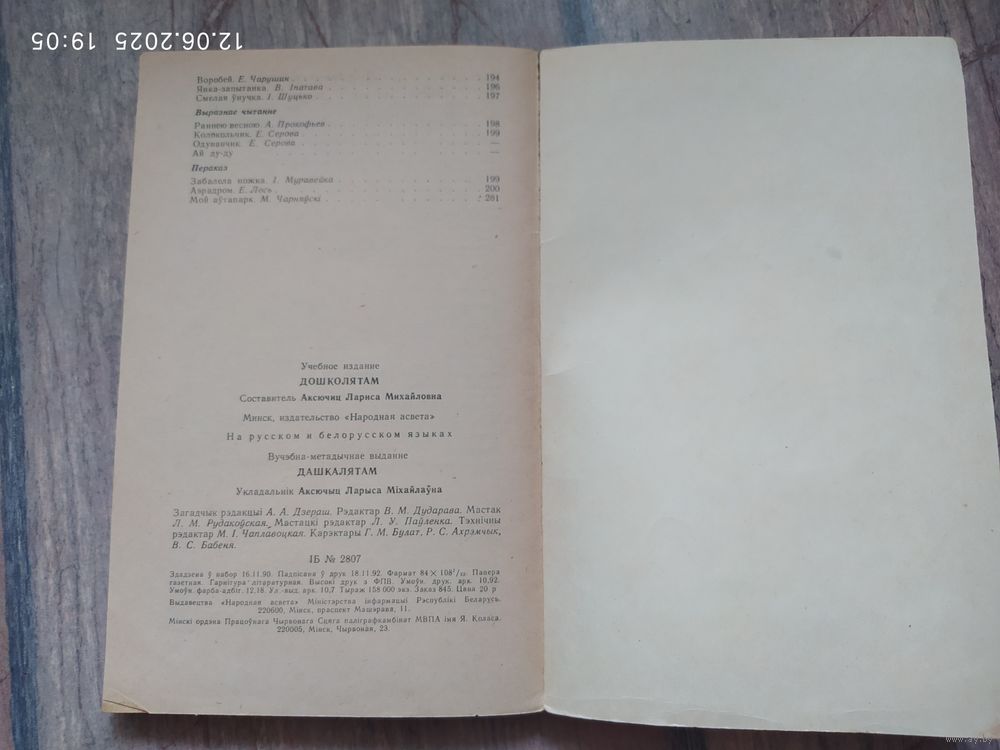 12.06.2025 19:05
Воробей. Е. Чарушин . . . . . . . . . . . . . 194
Янка-запытанка. В. Іпатава . . . . . . . . . . . 196
Смелая ўнучка. І. Шуцько . . . . . . . . . . . . 197
Выразнае чытанне
Раннею весною. А. Прокофьев . . . . . . . . . . 198
Колокольчик. Е. Серова . . . . . . . . . . . . 199
Одуванчик. Е. Серова . . . . . . . . . . . . —
Ай ду-ду . . . . . . . . . . . . . . . —
Пераказ
Забалела ножка. І. Муравейка . . . . . . . . . . 199
Аэрадром. Е. Лось . . . . . . . . . . . . . 200
Мой аўтапарк. М. Чарняўскі . . . . . . . . . . . 201
Учебное издание
ДОШКОЛЯТАМ
Составитель Аксючиц Лариса Михайловна
Минск, издательство «Народная асвета»
На русском и белорусском языках
Вучэбна-метадычнае выданне
ДАШКАЛЯТАМ
Укладальнік Аксючыц Ларыса Міхайлаўна
Загадчык рэдакцыі А. А. Дзераш. Рэдактар В. М. Дударава. Мастак
Л. М. Рудакоўская. Мастацкі рэдактар Л. У. Паўленка. Тэхнічны
рэдактар М. І. Чаплавоцкая. Карэктары Г. М. Булат, Р. С. Ахрэмчык,
В. С. Бабеня.
ІБ № 2807
Здадзена ў набор 16.11.90. Падпісана ў друк 18.11.92. Фармат 84×108¹/₃₂. Папера
газетная. Гарнітура літаратурная. Высокі друк з ФПВ. Умоўн. друк. арк. 10,92.
Умоўн. фарба-адбіт. 12,18. Ул.-выд. арк. 10,7 Тыраж 158 000 экз. Заказ 845. Цана 20 р
Выдавецтва «Народная асвета» Міністэрства інфармацыі Рэспублікі Беларусь.
220600, Мінск, праспект Машэрава, 11.
Мінскі ордэна Працоўнага Чырвонага Сцяга паліграфкамбінат МВПА імя Я. Коласа.
220005, Мінск, Чырвоная, 23.
www.ay.by